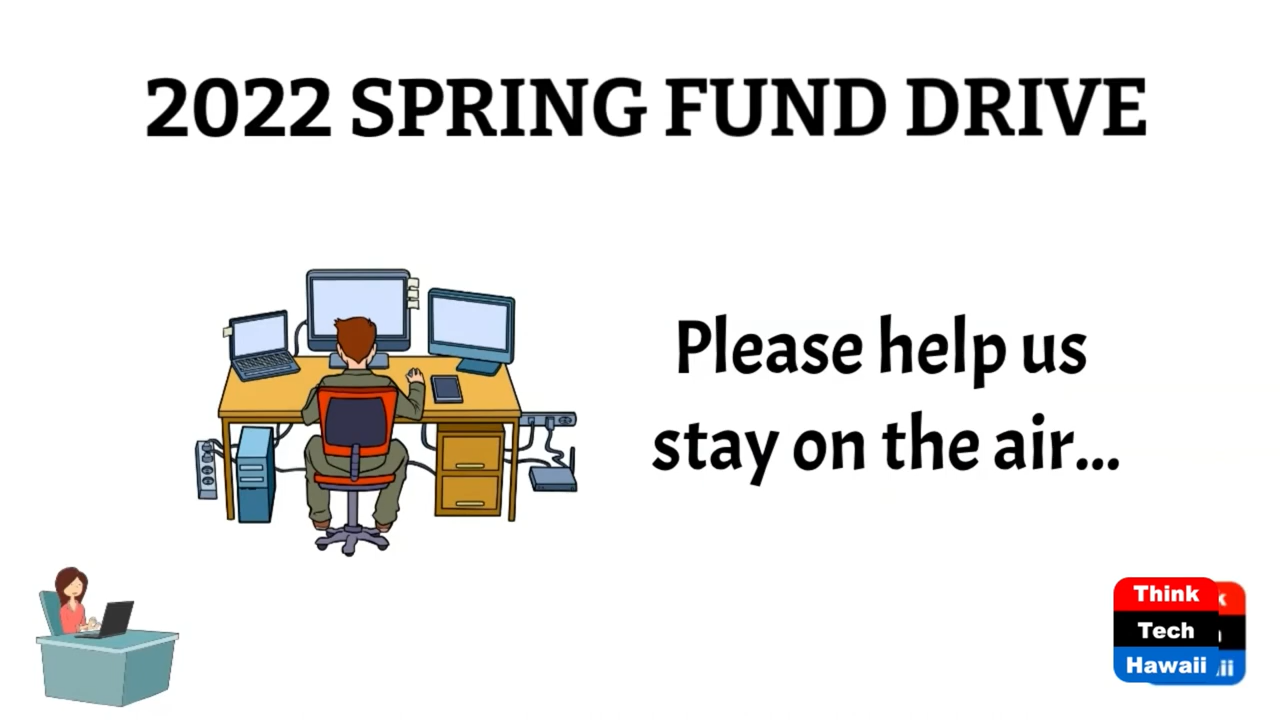 2022 SPRING FUND DRIVE
Please help us
stay on the air...
Think
Tech
Hawaii